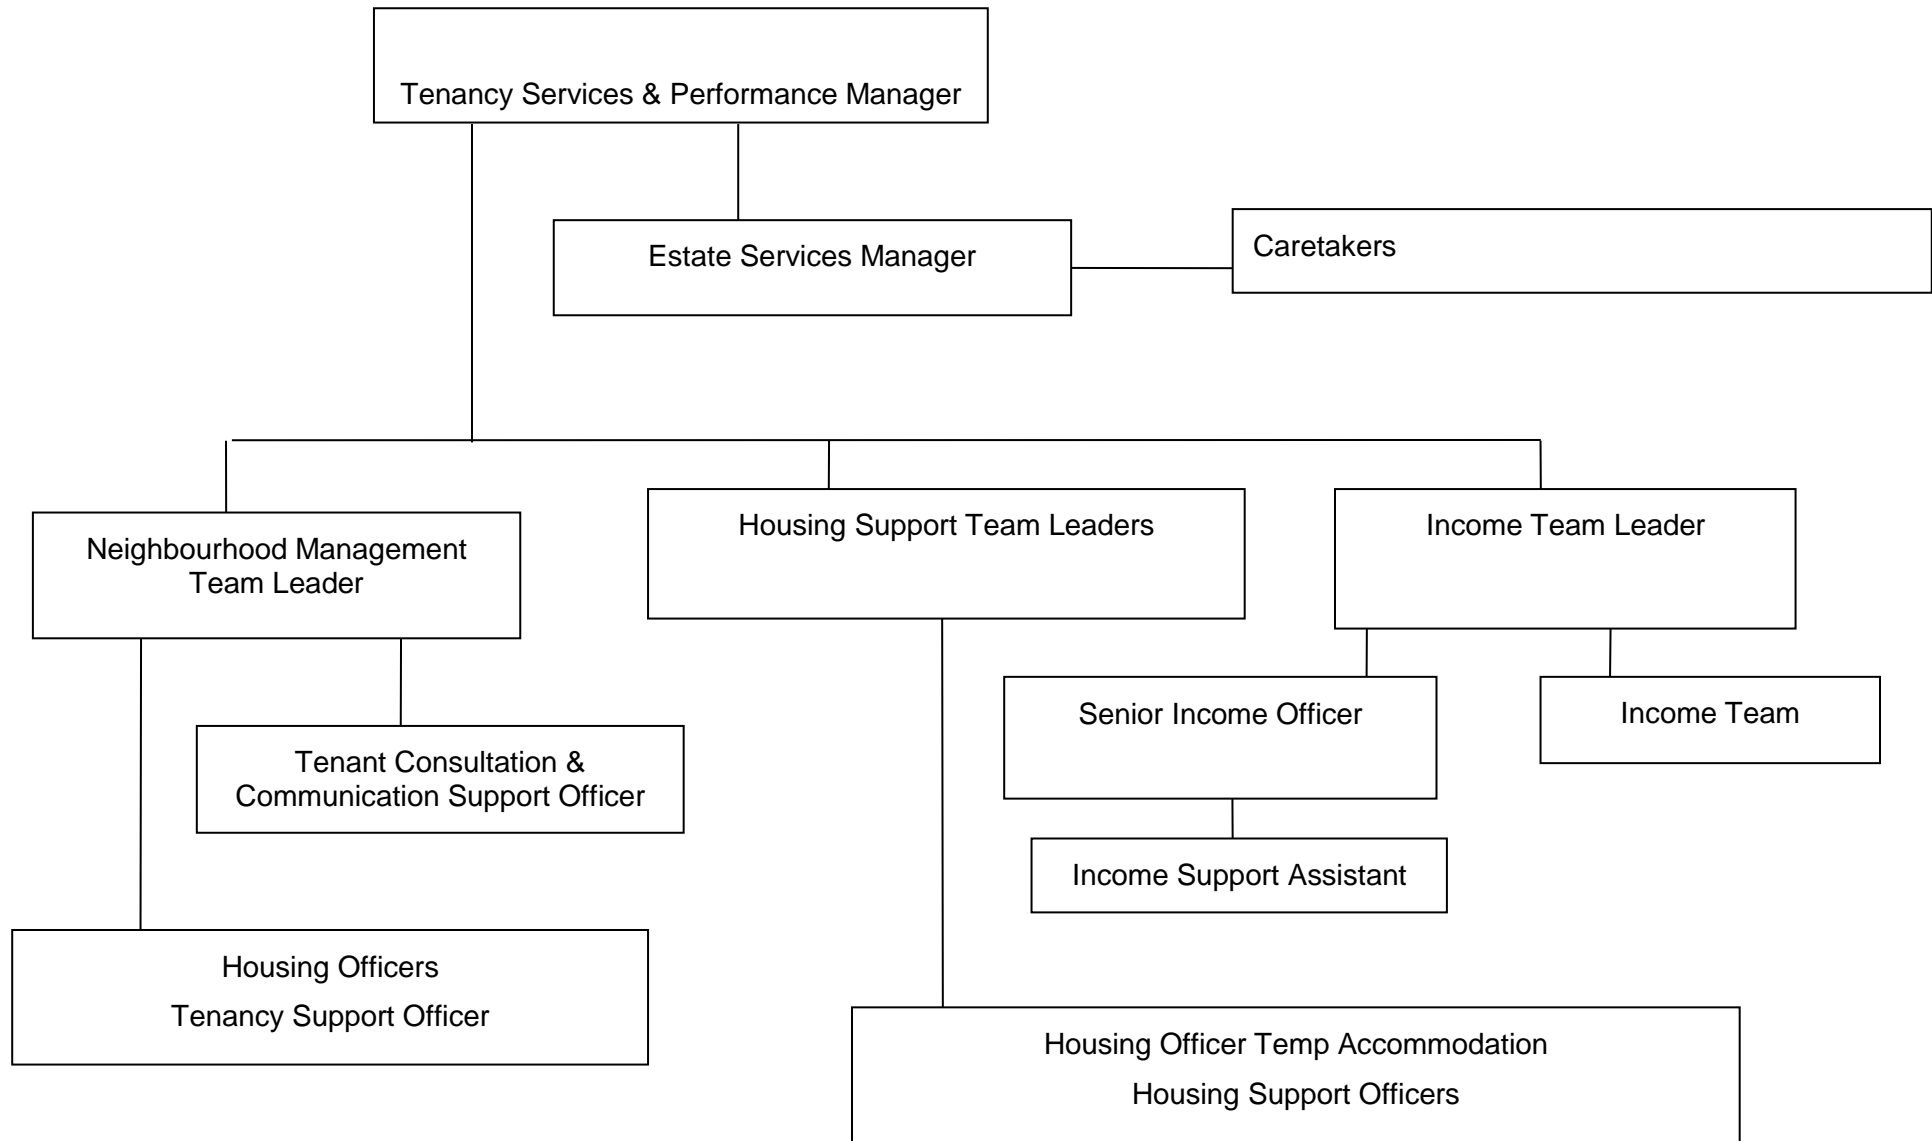 Tenancy Services & Performance Manager
Estate Services Manager
Caretakers
Neighbourhood Management
Team Leader
Housing Support Team Leaders
Income Team Leader
Tenant Consultation &
Communication Support Officer
Senior Income Officer
Income Team
Income Support Assistant
Housing Officers
Tenancy Support Officer
Housing Officer Temp Accommodation
Housing Support Officers